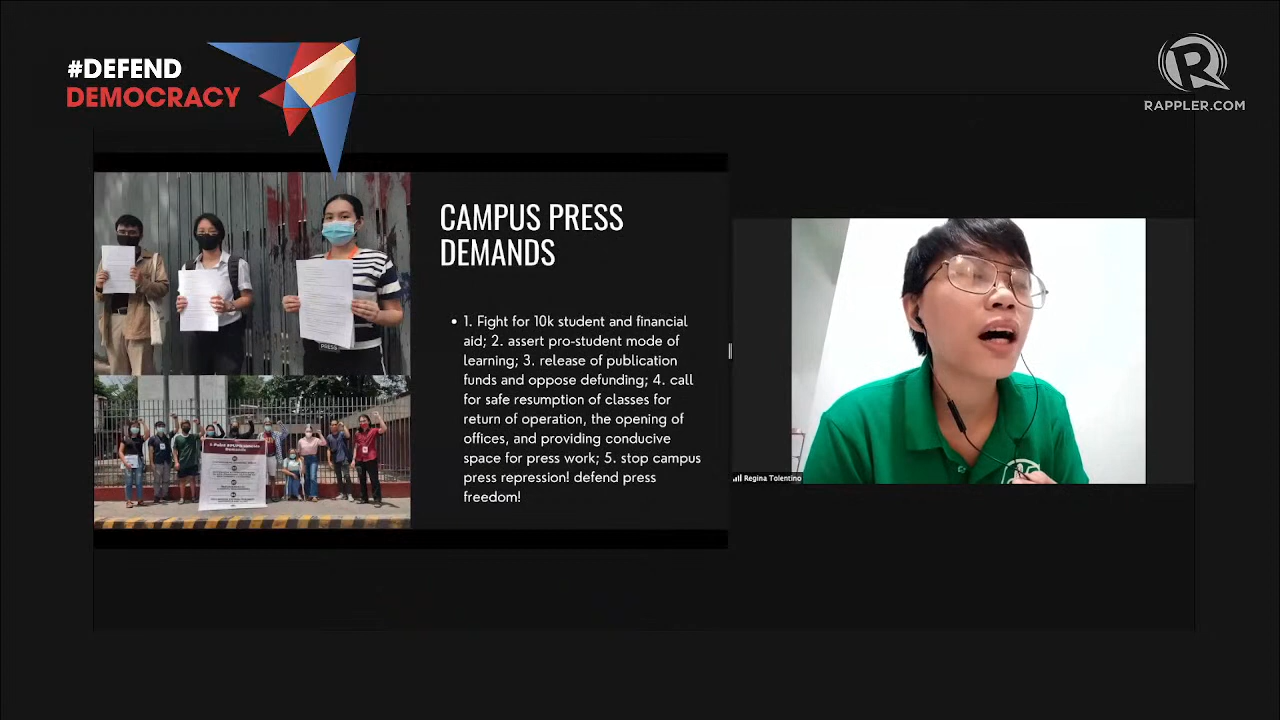 #DEFEND
DEMOCRACY
RAPPLER.COM
CAMPUS PRESS
DEMANDS
• 1. Fight for 10k student and financial
aid; 2. assert pro-student mode of
learning; 3. release of publication
funds and oppose defunding; 4. call
for safe resumption of classes for
return of operation, the opening of
offices, and providing conducive
space for press work; 5. stop campus
press repression! defend press
freedom!
PRESS
Demands
Regina Tolentino